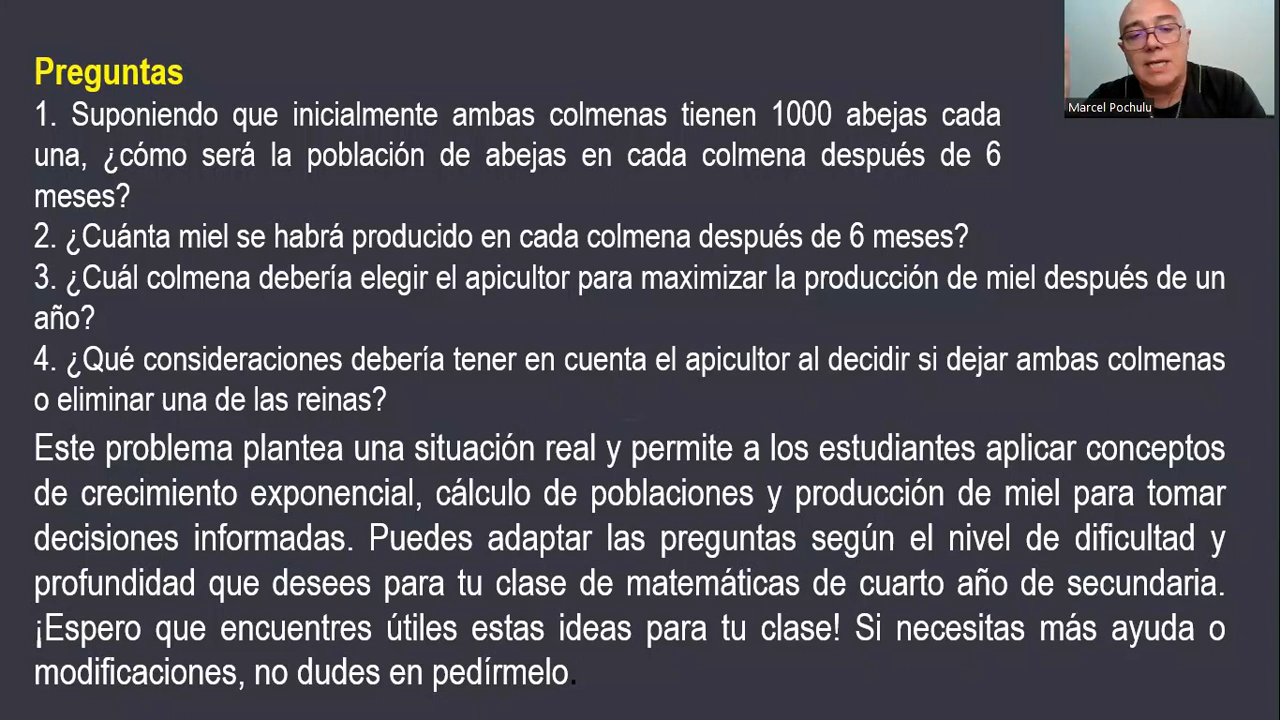 Preguntas
1. Suponiendo que inicialmente ambas colmenas tienen 1000 abejas cada
una, ¿cómo será la población de abejas en cada colmena después de 6
meses?
2. ¿Cuánta miel se habrá producido en cada colmena después de 6 meses?
3. ¿Cuál colmena debería elegir el apicultor para maximizar la producción de miel después de un
año?
4. ¿Qué consideraciones debería tener en cuenta el apicultor al decidir si dejar ambas colmenas
o eliminar una de las reinas?
Este problema plantea una situación real y permite a los estudiantes aplicar conceptos
de crecimiento exponencial, cálculo de poblaciones y producción de miel para tomar
decisiones informadas. Puedes adaptar las preguntas según el nivel de dificultad y
profundidad que desees para tu clase de matemáticas de cuarto año de secundaria.
¡Espero que encuentres útiles estas ideas para tu clase! Si necesitas más ayuda o
modificaciones, no dudes en pedírmelo.
Marcel Pochulu